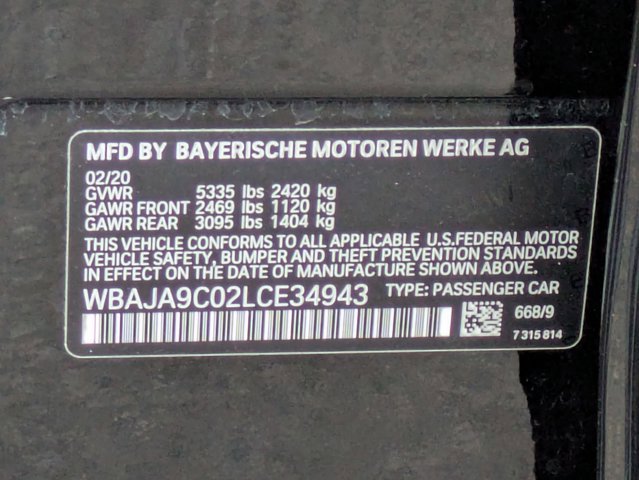 MFD BY BAYERISCHE MOTOREN WERKE AG
02/20
GVWR 5335 lbs 2420 kg
GAWR FRONT 2469 lbs 1120 kg
GAWR REAR 3095 lbs 1404 kg
THIS VEHICLE CONFORMS TO ALL APPLICABLE U.S.FEDERAL MOTOR
VEHICLE SAFETY, BUMPER AND THEFT PREVENTION STANDARDS
IN EFFECT ON THE DATE OF MANUFACTURE SHOWN ABOVE.
WBAJA9C02LCE34943 TYPE: PASSENGER CAR
668/9
7 315 814